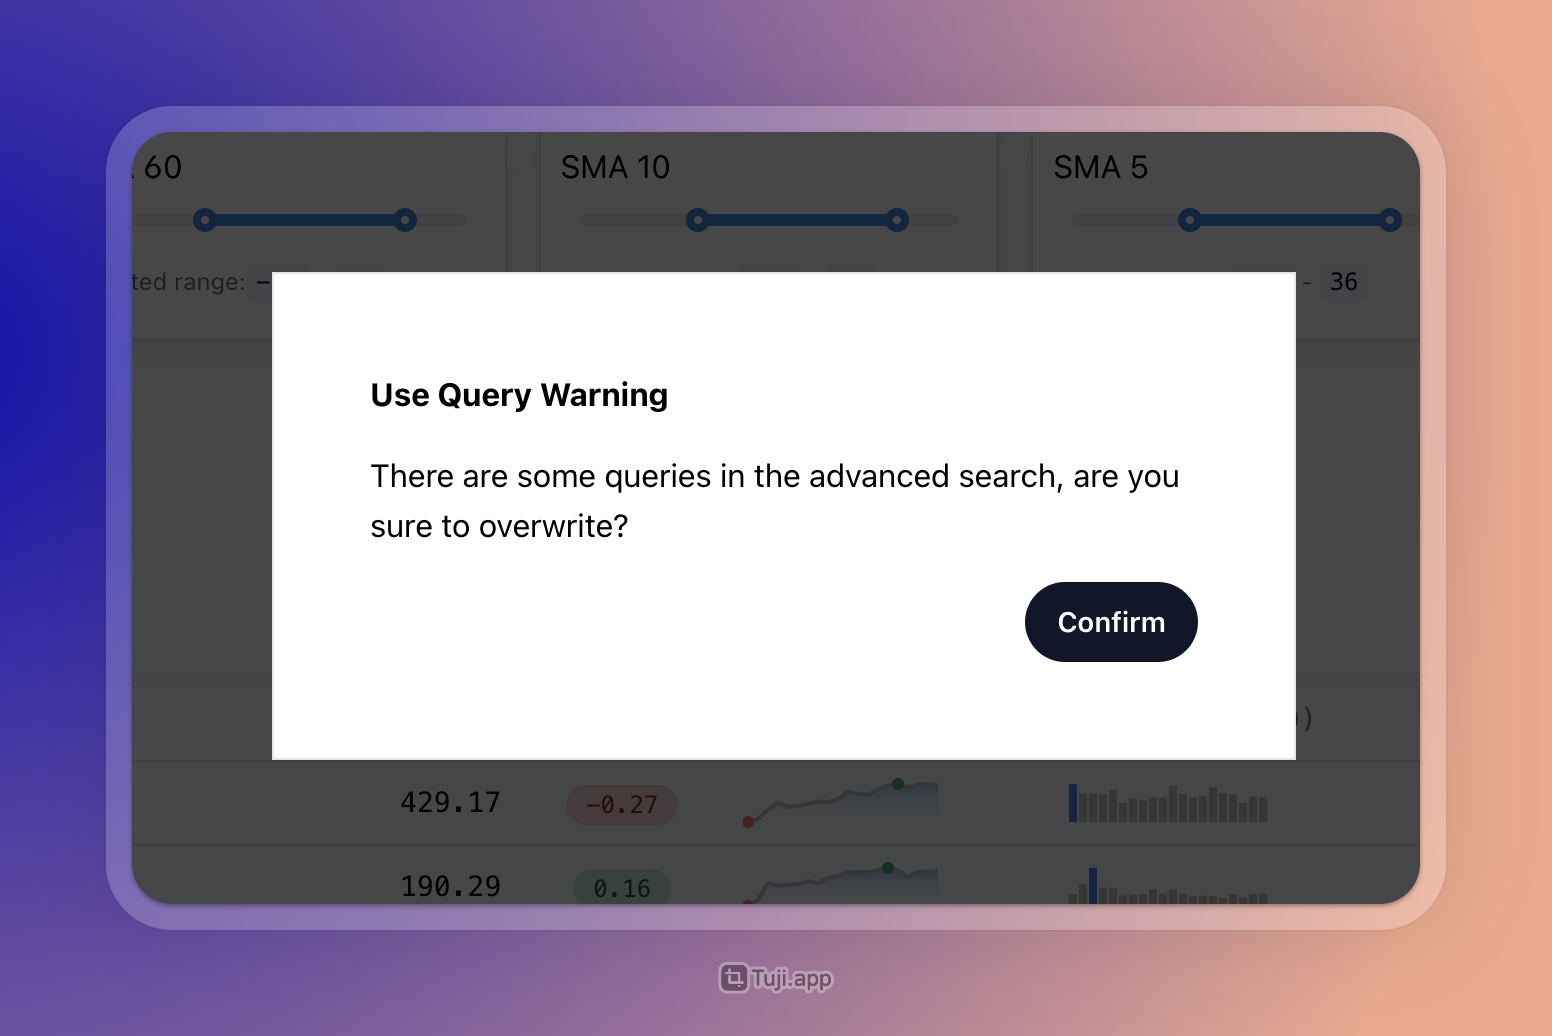 60
SMA 10
SMA 5
ted range: -
- 36
Use Query Warning
There are some queries in the advanced search, are you
sure to overwrite?
Confirm
)
429.17
-0.27
190.29
0.16
Tuji.app